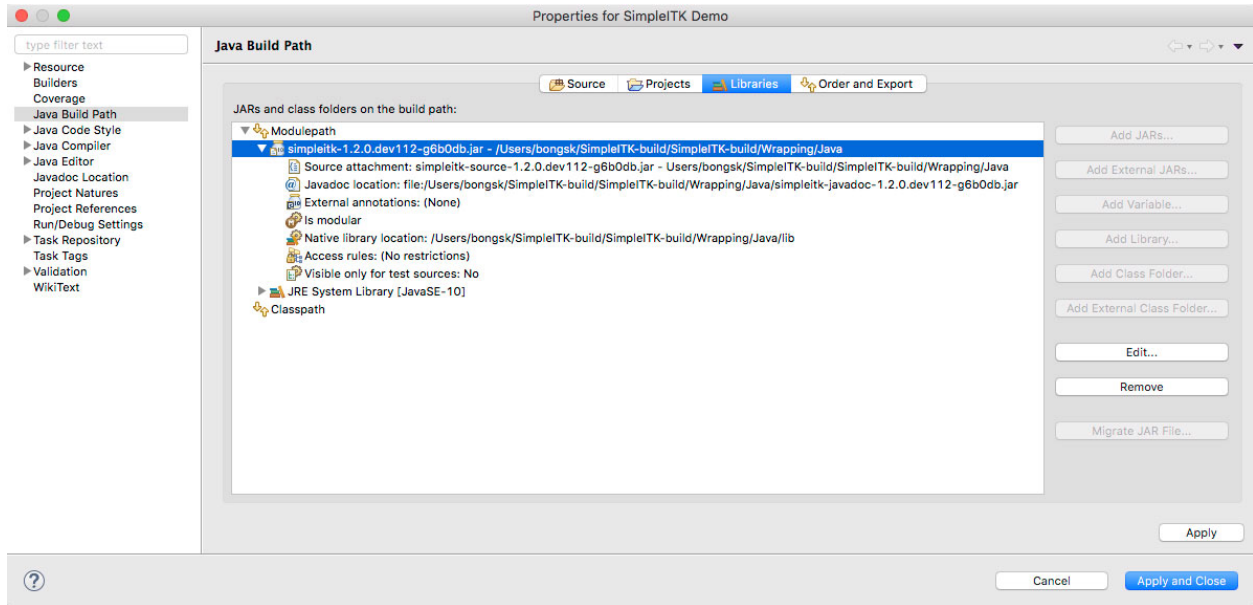 Properties for SimpleITK Demo
type filter text
Resource
Builders
Coverage
Java Build Path
Java Code Style
Java Compiler
Java Editor
Javadoc Location
Project Natures
Project References
Run/Debug Settings
Task Repository
Task Tags
Validation
WikiText
Java Build Path
Source Projects Libraries Order and Export
JARs and class folders on the build path:
Modulepath
simpleitk-1.2.0.dev112-g6b0db.jar - /Users/bongsk/SimpleITK-build/SimpleITK-build/Wrapping/Java
Source attachment: simpleitk-source-1.2.0.dev112-g6b0db.jar - Users/bongsk/SimpleITK-build/SimpleITK-build/Wrapping/Java
Javadoc location: file:/Users/bongsk/SimpleITK-build/SimpleITK-build/Wrapping/Java/simpleitk-javadoc-1.2.0.dev112-g6b0db.jar
External annotations: (None)
Is modular
Native library location: /Users/bongsk/SimpleITK-build/SimpleITK-build/Wrapping/Java/lib
Access rules: (No restrictions)
Visible only for test sources: No
JRE System Library [JavaSE-10]
Classpath
Add JARs...
Add External JARs...
Add Variable...
Add Library...
Add Class Folder...
Add External Class Folder...
Edit...
Remove
Migrate JAR File...
Apply
?
Cancel
Apply and Close